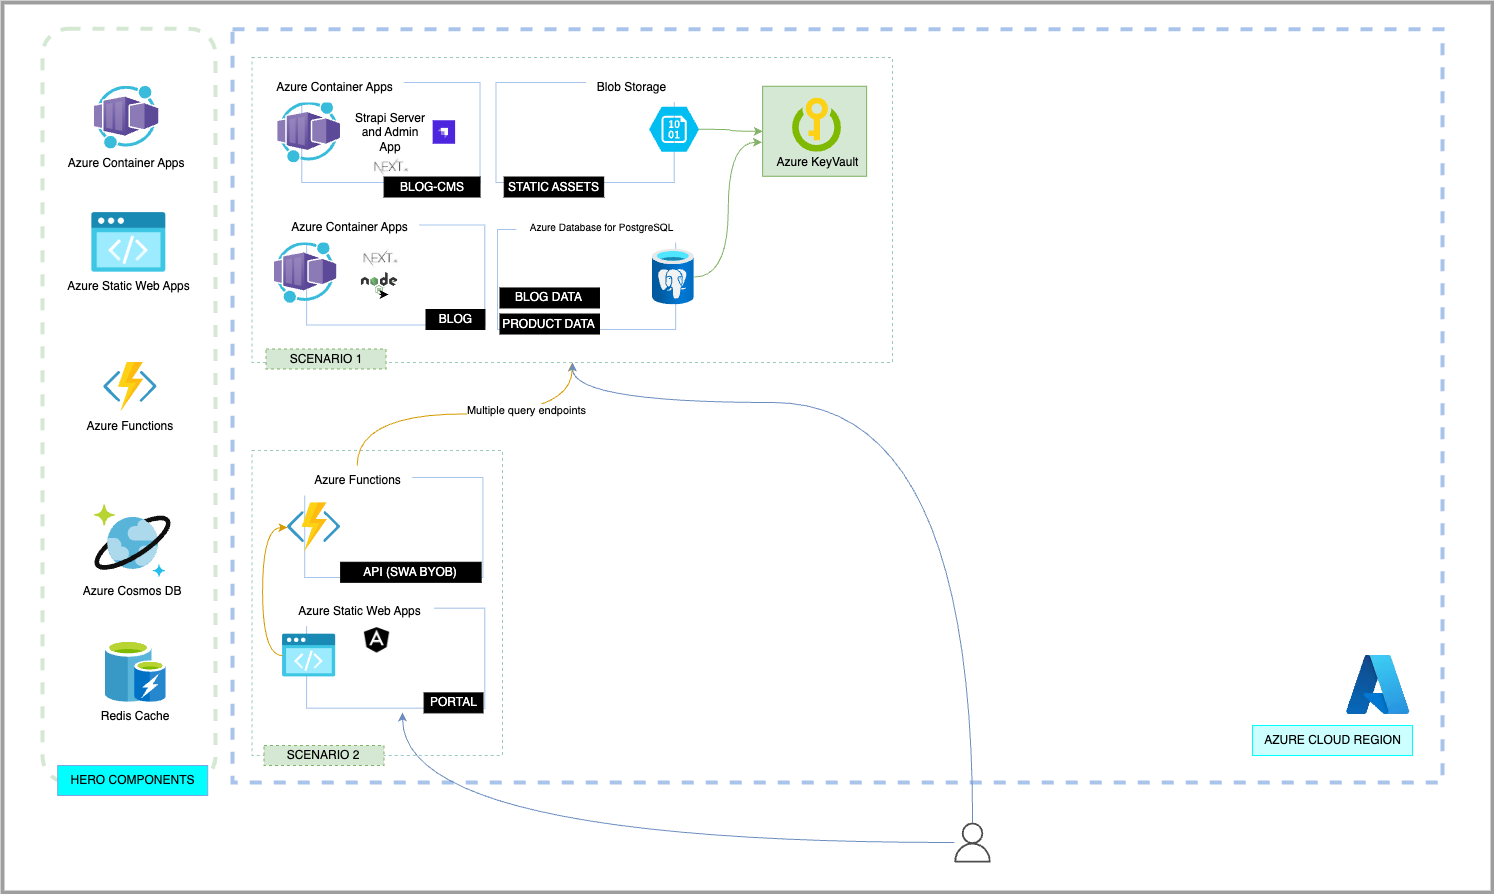 Azure Container Apps
Azure Static Web Apps
Azure Functions
Azure Cosmos DB
Redis Cache
HERO COMPONENTS
Azure Container Apps
Strapi Server
and Admin
App
NEXT.JS
BLOG-CMS
Blob Storage
10
01
STATIC ASSETS
Azure KeyVault
Azure Container Apps
NEXT.JS
node
BLOG
Azure Database for PostgreSQL
BLOG DATA
PRODUCT DATA
SCENARIO 1
Multiple query endpoints
Azure Functions
API (SWA BYOB)
Azure Static Web Apps
A
PORTAL
SCENARIO 2
AZURE CLOUD REGION